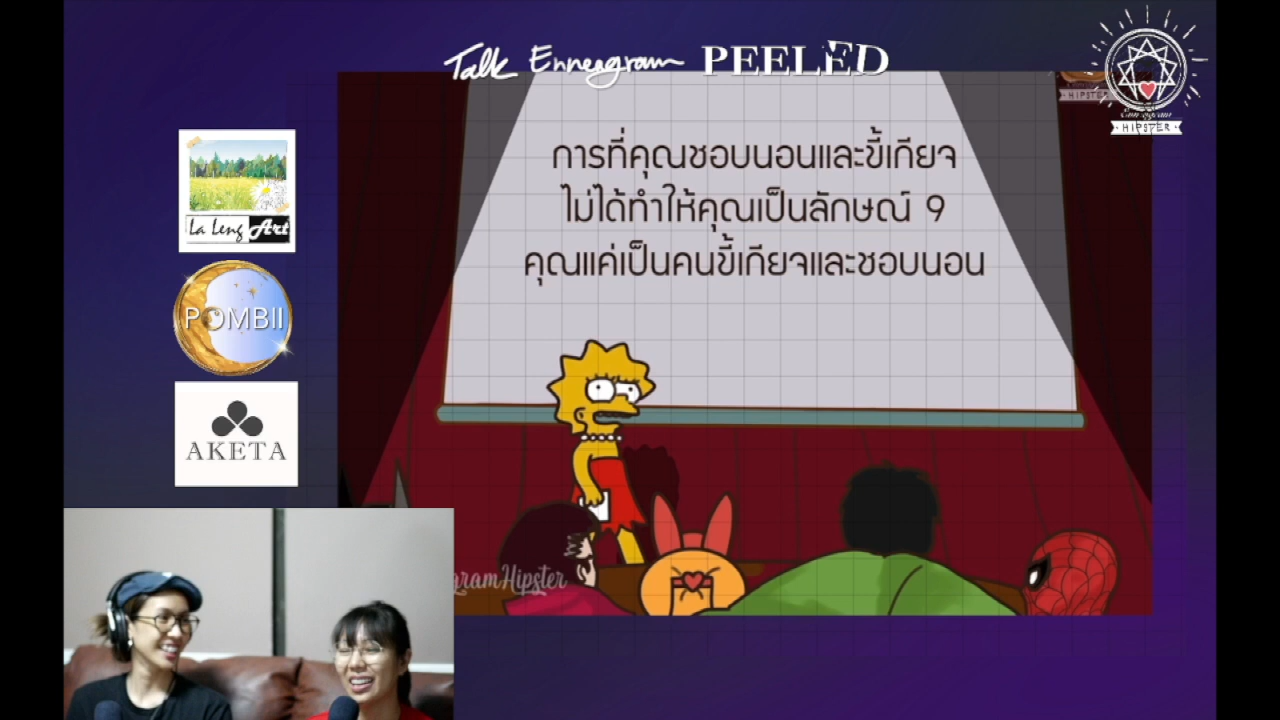 Talk Enneagram PEELED
HIPSTER
Enneagram
HIPSTER
การที่คุณชอบนอนและขี้เกียจ
ไม่ได้ทำให้คุณเป็นลักษณ์ 9
คุณแค่เป็นคนขี้เกียจและชอบนอน
La Leng Art
POMBII
AKETA
gramHipster